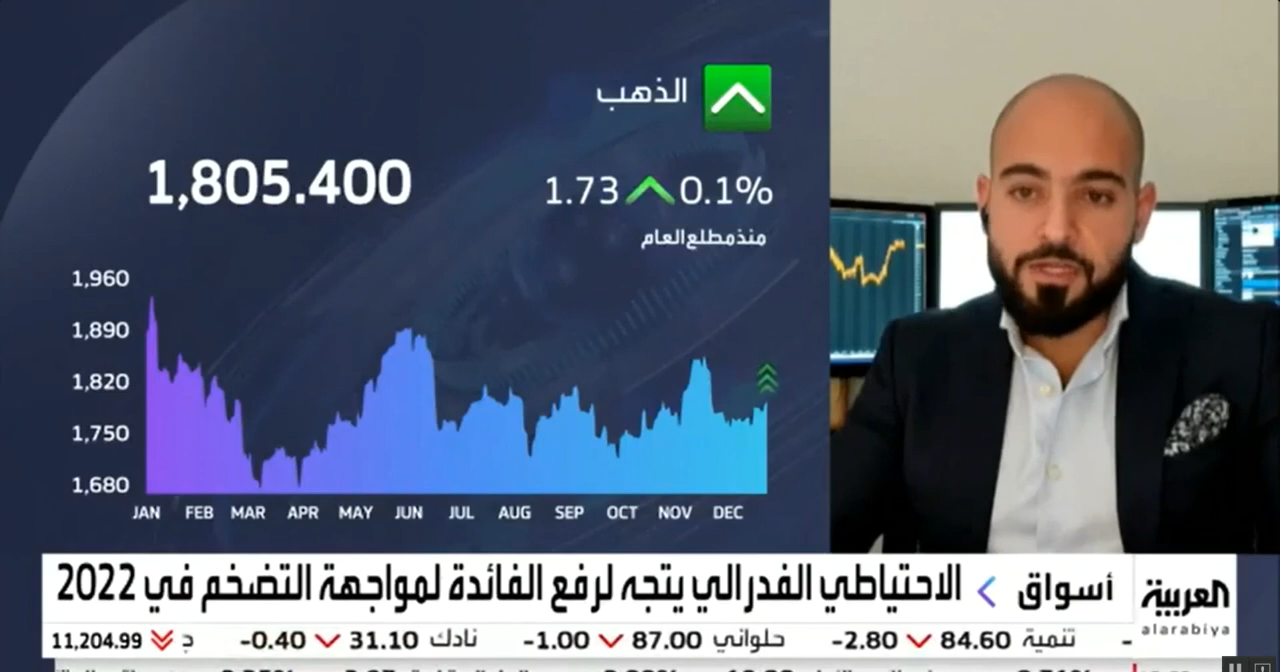 الذهب
1,805.400
1.73 0.1%
منذ مطلع العام
1,960
1,890
1,820
1,750
1,680
JAN FEB MAR APR MAY JUN JUL AUG SEP OCT NOV DEC
العربية
alarabiya
أسواق
الاحتياطي الفدرالي يتجه لرفع الفائدة لمواجهة التضخم في 2022
تنمية 84.60 -2.80 حلواني 87.00 -1.00 نادك 31.10 -0.40 د 11,204.99